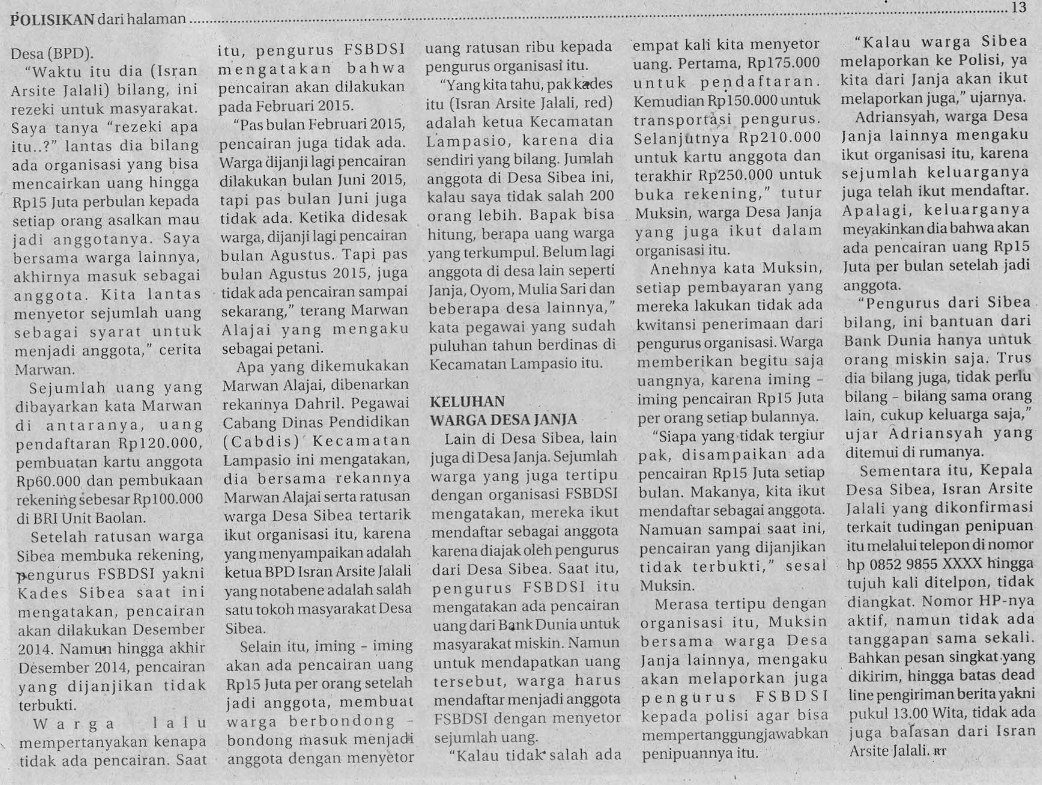 POLISIKAN dari halaman ........ 13
Desa (BPD).
"Waktu itu dia (Isran
Arsite Jalali) bilang, ini
rezeki untuk masyarakat.
Saya tanya "rezeki apa
itu..?" lantas dia bilang
ada organisasi yang bisa
mencairkan uang hingga
Rp15 Juta perbulan kepada
setiap orang asalkan mau
jadi anggotanya. Saya
bersama warga lainnya,
akhirnya masuk sebagai
anggota. Kita lantas
menyetor sejumlah uang
sebagai syarat untuk
menjadi anggota," cerita
Marwan.
Sejumlah uang yang
dibayarkan kata Marwan
di antaranya, uang
pendaftaran Rp120.000,
pembuatan kartu anggota
Rp60.000 dan pembukaan
rekening sebesar Rp100.000
di BRI Unit Baolan.
Setelah ratusan warga
Sibea membuka rekening,
pengurus FSBDSI yakni
Kades Sibea saat ini
mengatakan, pencairan
akan dilakukan Desember
2014. Namun hingga akhir
Desember 2014, pencairan
yang dijanjikan tidak
terbukti.
Warga lalu
mempertanyakan kenapa
tidak ada pencairan. Saat
itu, pengurus FSBDSI
mengatakan bahwa
pencairan akan dilakukan
pada Februari 2015.
"Pas bulan Februari 2015,
pencairan juga tidak ada.
Warga dijanji lagi pencairan
dilakukan bulan Juni 2015,
tapi pas bulan Juni juga
tidak ada. Ketika didesak
warga, dijanji lagi pencairan
bulan Agustus. Tapi pas
bulan Agustus 2015, juga
tidak ada pencairan sampai
sekarang," terang Marwan
Alajai yang mengaku
sebagai petani.
Apa yang dikemukakan
Marwan Alajai, dibenarkan
rekannya Dahril. Pegawai
Cabang Dinas Pendidikan
(Cabdis) Kecamatan
Lampasio ini mengatakan,
dia bersama rekannya
Marwan Alajai serta ratusan
warga Desa Sibea tertarik
ikut organisasi itu, karena
yang menyampaikan adalah
ketua BPD Isran Arsite Jalali
yang notabene adalah salah
satu tokoh masyarakat Desa
Sibea.
Selain itu, iming – iming
akan ada pencairan uang
Rp15 Juta per orang setelah
jadi anggota, membuat
warga berbondong –
bondong masuk menjadi
anggota dengan menyetor
uang ratusan ribu kepada
pengurus organisasi itu.
"Yang kita tahu, pak kades
itu (Isran Arsite Jalali, red)
adalah ketua Kecamatan
Lampasio, karena dia
sendiri yang bilang. Jumlah
anggota di Desa Sibea ini,
kalau saya tidak salah 200
orang lebih. Bapak bisa
hitung, berapa uang warga
yang terkumpul. Belum lagi
anggota di desa lain seperti
Janja, Oyom, Mulia Sari dan
beberapa desa lainnya,"
kata pegawai yang sudah
puluhan tahun berdinas di
Kecamatan Lampasio itu.
KELUHAN
WARGA DESA JANJA
Lain di Desa Sibea, lain
juga di Desa Janja. Sejumlah
warga yang juga tertipu
dengan organisasi FSBDSI
mengatakan, mereka ikut
mendaftar sebagai anggota
karena diajak oleh pengurus
dari Desa Sibea. Saat itu,
pengurus FSBDSI itu
mengatakan ada pencairan
uang dari Bank Dunia untuk
masyarakat miskin. Namun
untuk mendapatkan uang
tersebut, warga harus
mendaftar menjadi anggota
FSBDSI dengan menyetor
sejumlah uang.
"Kalau tidak salah ada
empat kali kita menyetor
uang. Pertama, Rp175.000
untuk pendaftaran.
Kemudian Rp150.000 untuk
transportasi pengurus.
Selanjutnya Rp210.000
untuk kartu anggota dan
terakhir Rp250.000 untuk
buka rekening," tutur
Muksin, warga Desa Janja
yang juga ikut dalam
organisasi itu.
Anehnya kata Muksin,
setiap pembayaran yang
mereka lakukan tidak ada
kwitansi penerimaan dari
pengurus organisasi. Warga
memberikan begitu saja
uangnya, karena iming –
iming pencairan Rp15 Juta
per orang setiap bulannya.
"Siapa yang tidak tergiur
pak, disampaikan ada
pencairan Rp15 Juta setiap
bulan. Makanya, kita ikut
mendaftar sebagai anggota.
Namuan sampai saat ini,
pencairan yang dijanjikan
tidak terbukti," sesal
Muksin.
Merasa tertipu dengan
organisasi itu, Muksin
bersama warga Desa
Janja lainnya, mengaku
akan melaporkan juga
pengurus FSBDSI
kepada polisi agar bisa
mempertanggungjawabkan
penipuannya itu.
"Kalau warga Sibea
melaporkan ke Polisi, ya
kita dari Janja akan ikut
melaporkan juga," ujarnya.
Adriansyah, warga Desa
Janja lainnya mengaku
ikut organisasi itu, karena
sejumlah keluarganya
juga telah ikut mendaftar.
Apalagi, keluarganya
meyakinkan dia bahwa akan
ada pencairan uang Rp15
Juta per bulan setelah jadi
anggota.
"Pengurus dari Sibea
bilang, ini bantuan dari
Bank Dunia hanya untuk
orang miskin saja. Trus
dia bilang juga, tidak perlu
bilang – bilang sama orang
lain, cukup keluarga saja,"
ujar Adriansyah yang
ditemui di rumanya.
Sementara itu, Kepala
Desa Sibea, Isran Arsite
Jalali yang dikonfirmasi
terkait tudingan penipuan
itu melalui telepon di nomor
hp 0852 9855 XXXX hingga
tujuh kali ditelpon, tidak
diangkat. Nomor HP-nya
aktif, namun tidak ada
tanggapan sama sekali.
Bahkan pesan singkat yang
dikirim, hingga batas dead
line pengiriman berita yakni
pukul 13.00 Wita, tidak ada
juga balasan dari Isran
Arsite Jalali. RT